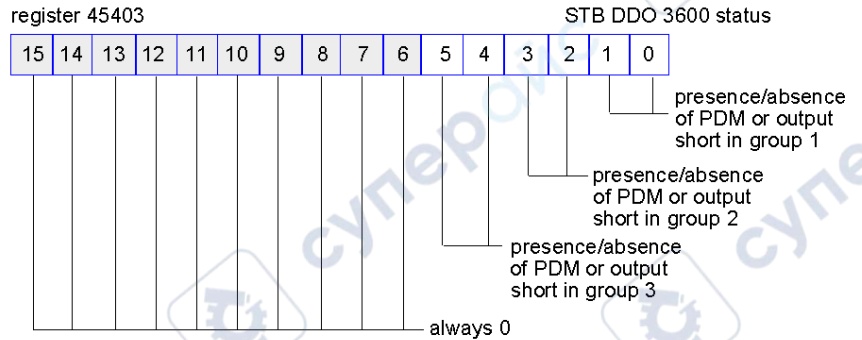 register 45403
STB DDO 3600 status
15 14 13 12 11 10 9 8 7 6 5 4 3 2 1 0
presence/absence
of PDM or output
short in group 1
presence/absence
of PDM or output
short in group 2
presence/absence
of PDM or output
short in group 3
always 0
суперайс